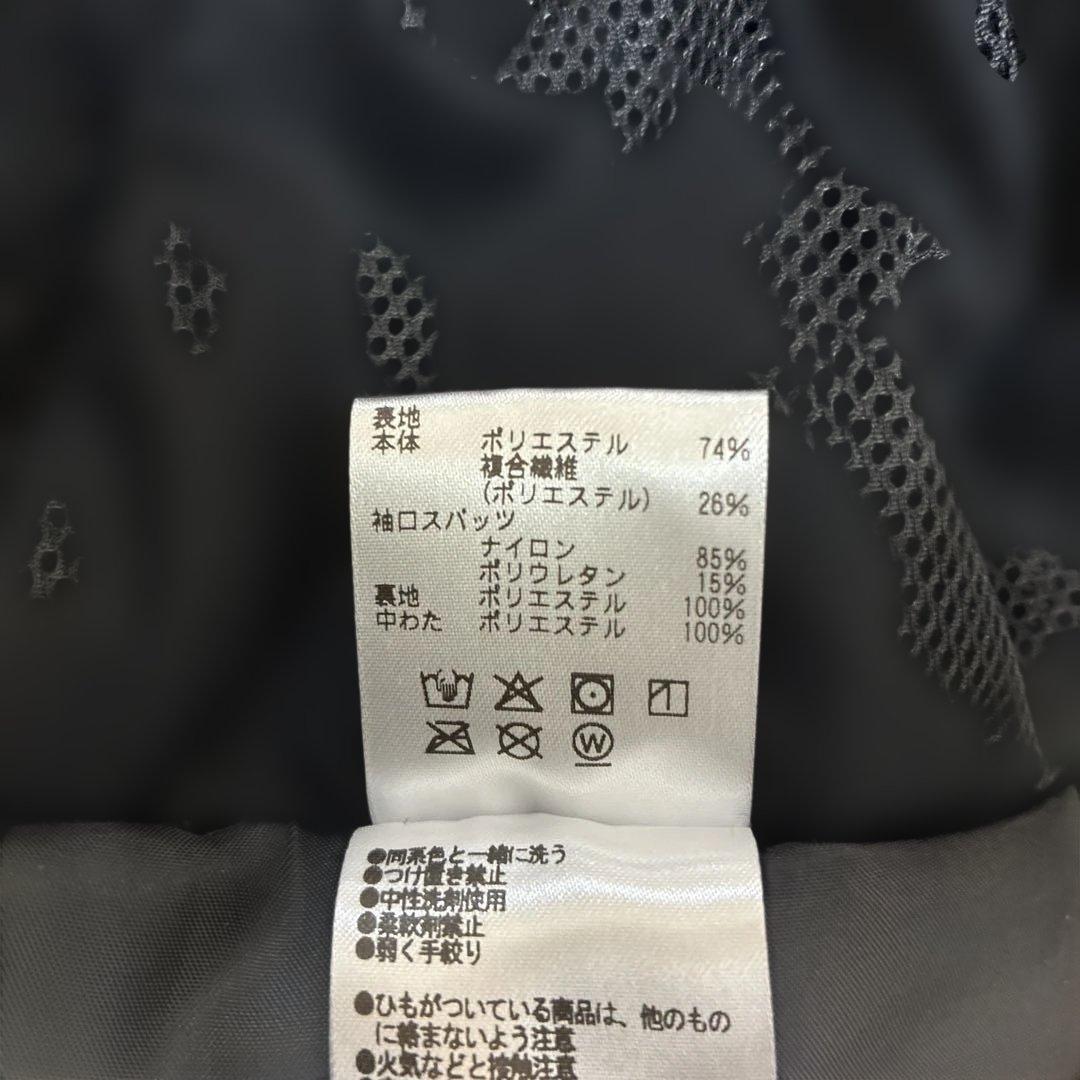 表地
本体 ポリエステル 74%
複合繊維
(ポリエステル) 26%
袖口スパッツ
ナイロン 85%
ポリウレタン 15%
裏地 ポリエステル 100%
中わた ポリエステル 100%
W
●同系色と一緒に洗う
●つけ置き禁止
●中性洗剤使用
●柔軟剤禁止
●弱く手絞り
●ひもがついている商品は、他のもの
に絡まないよう注意
●火気などと接触注意